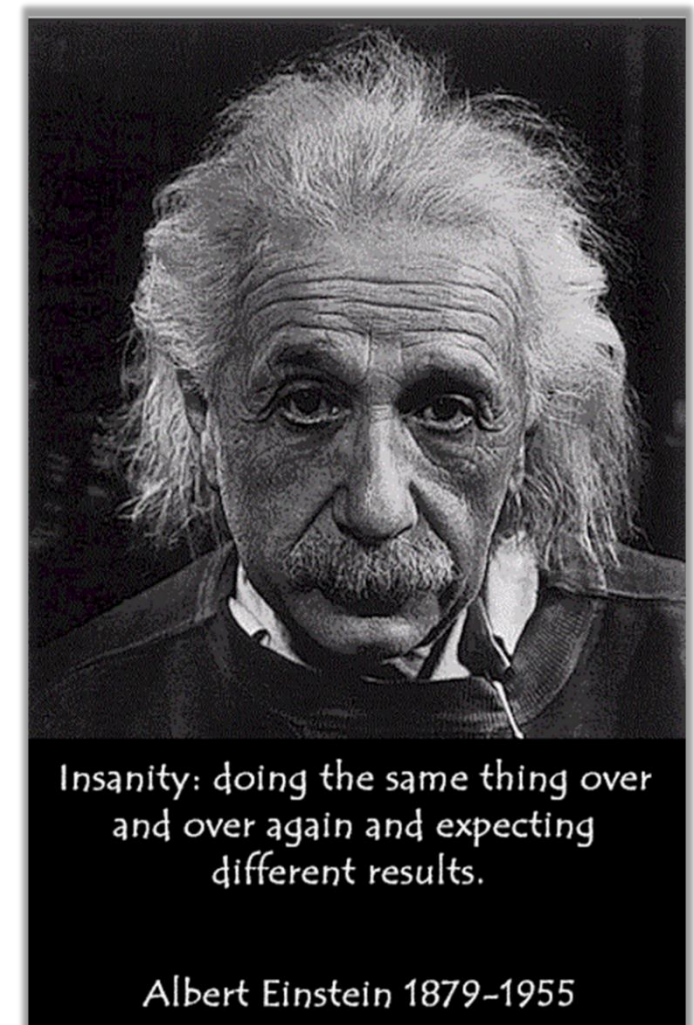 Insanity: doing the same thing over
and over again and expecting
different results.
Albert Einstein 1879-1955